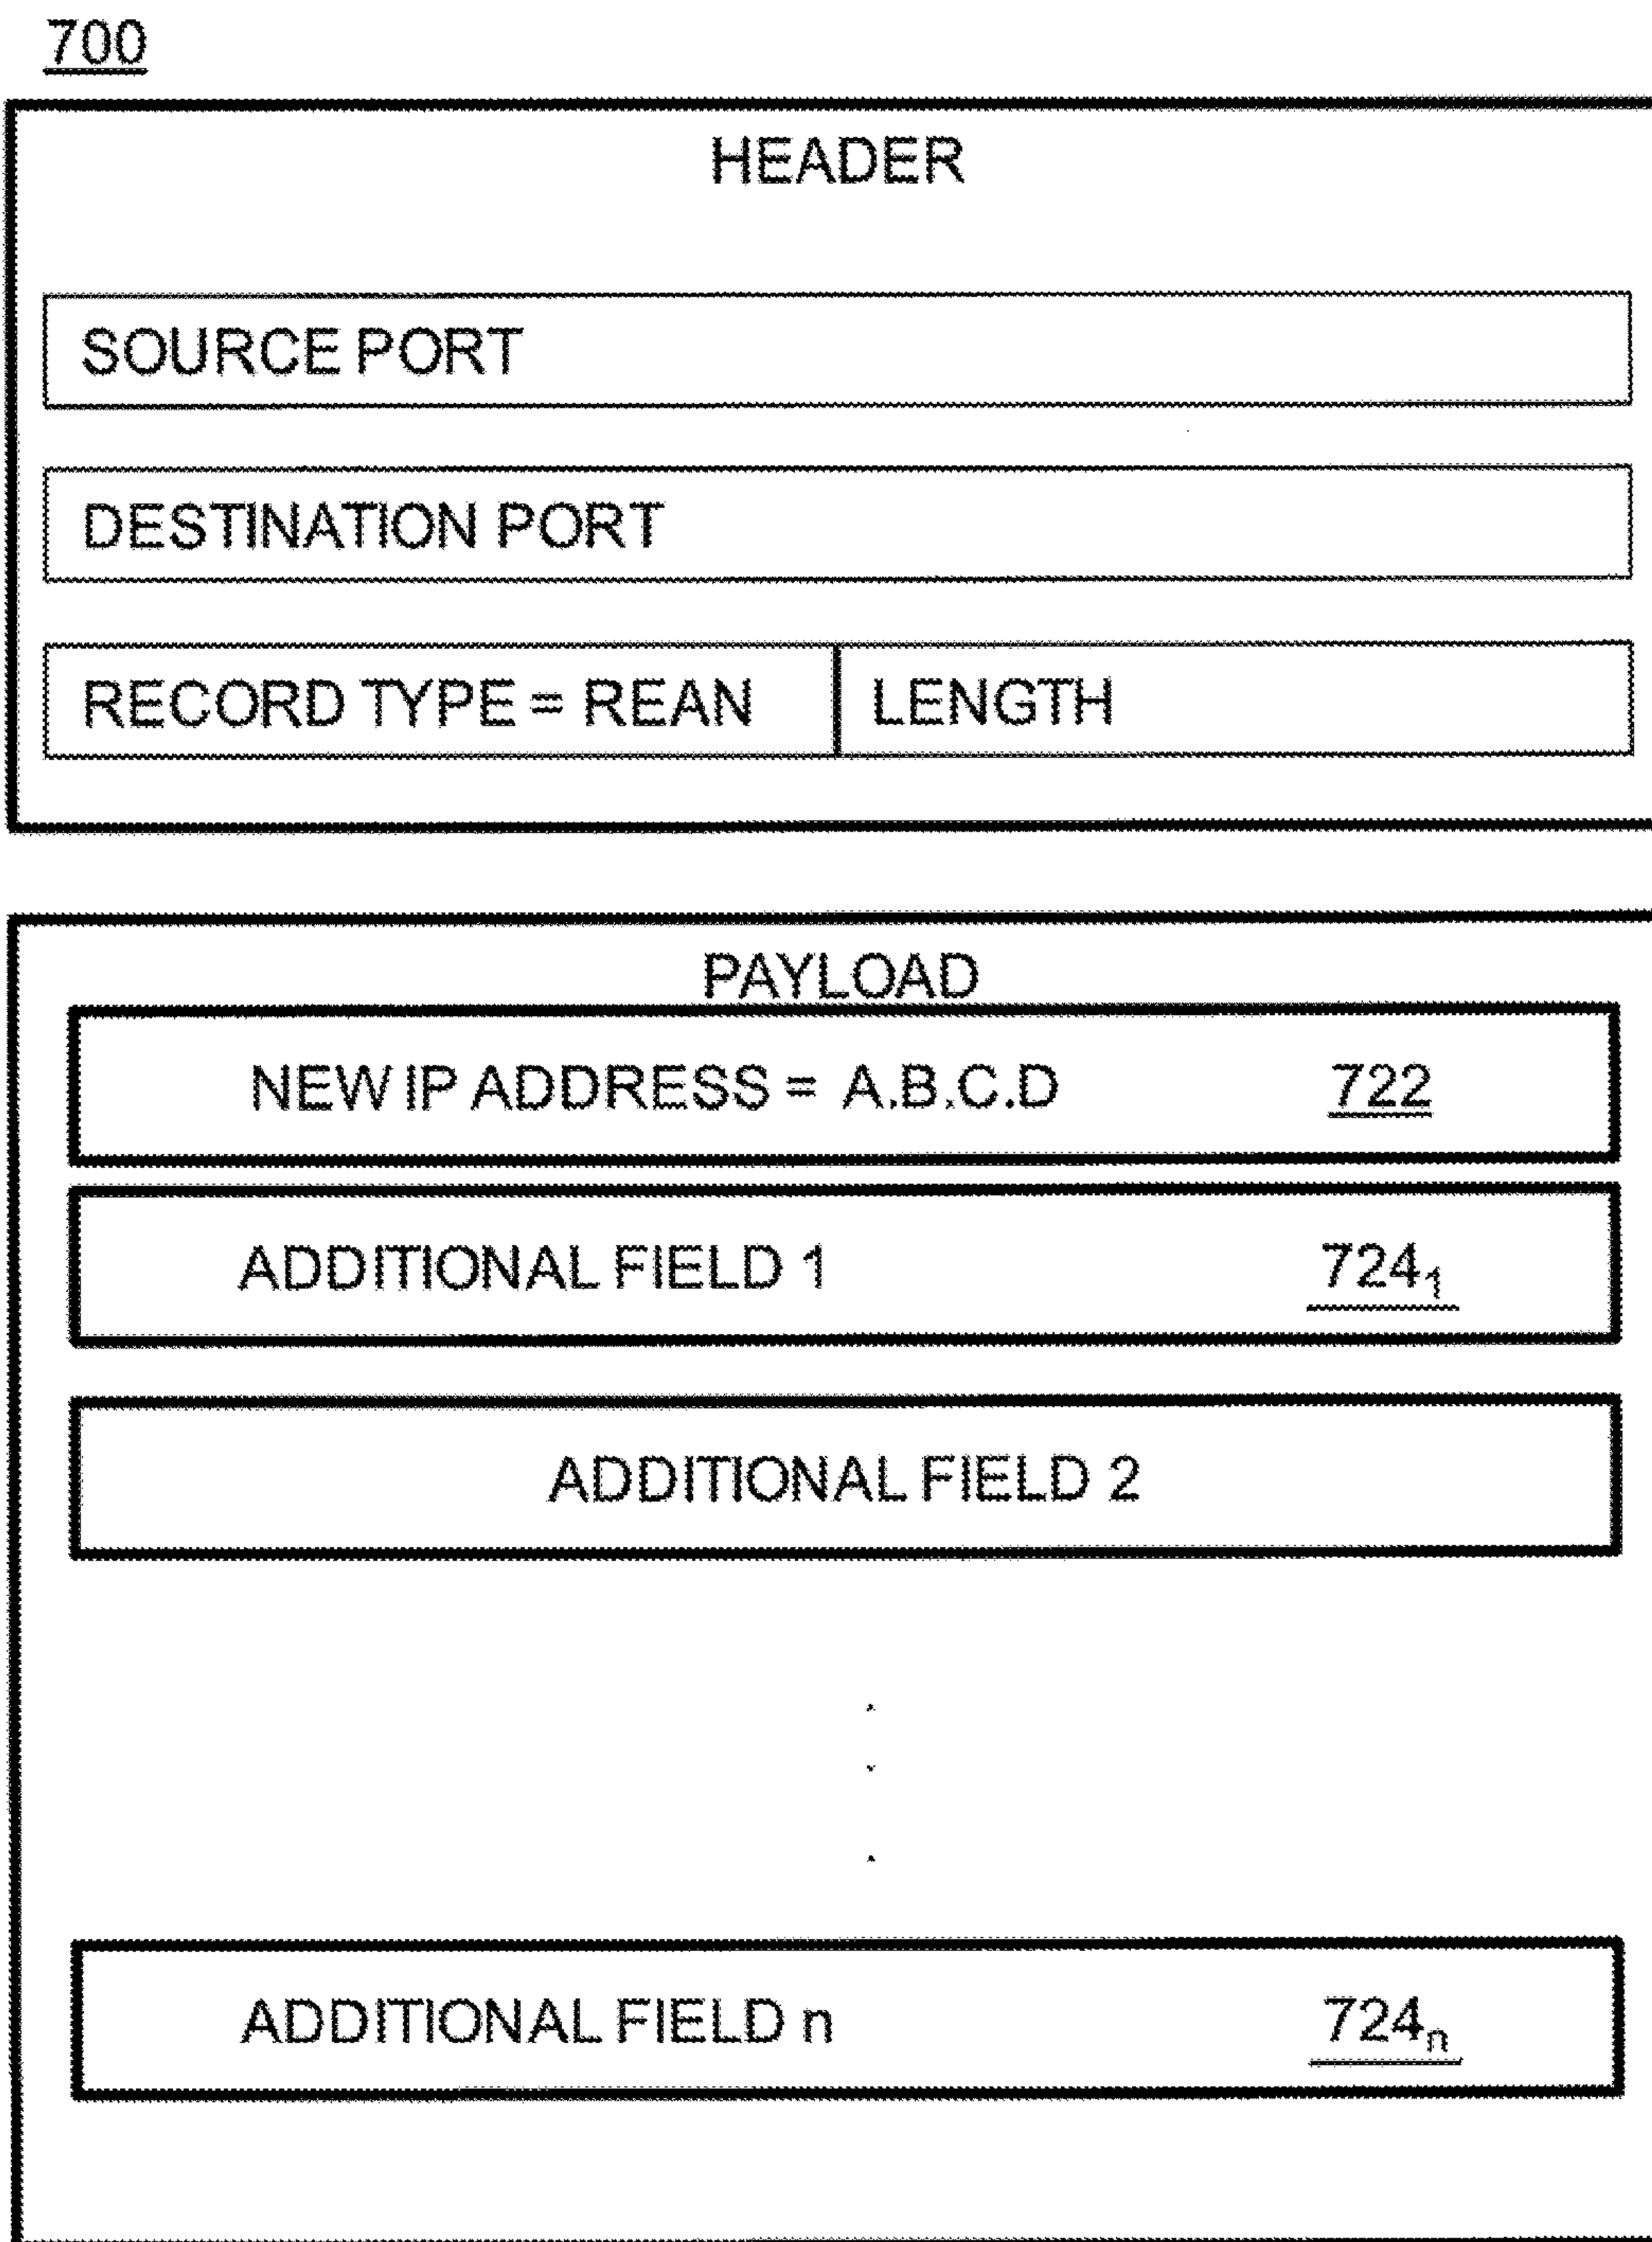 700
HEADER
SOURCE PORT
DESTINATION PORT
RECORD TYPE = REAN LENGTH
PAYLOAD
NEW IP ADDRESS = A.B.C.D 722
ADDITIONAL FIELD 1 724₁
ADDITIONAL FIELD 2
.
.
.
ADDITIONAL FIELD n 724ₙ